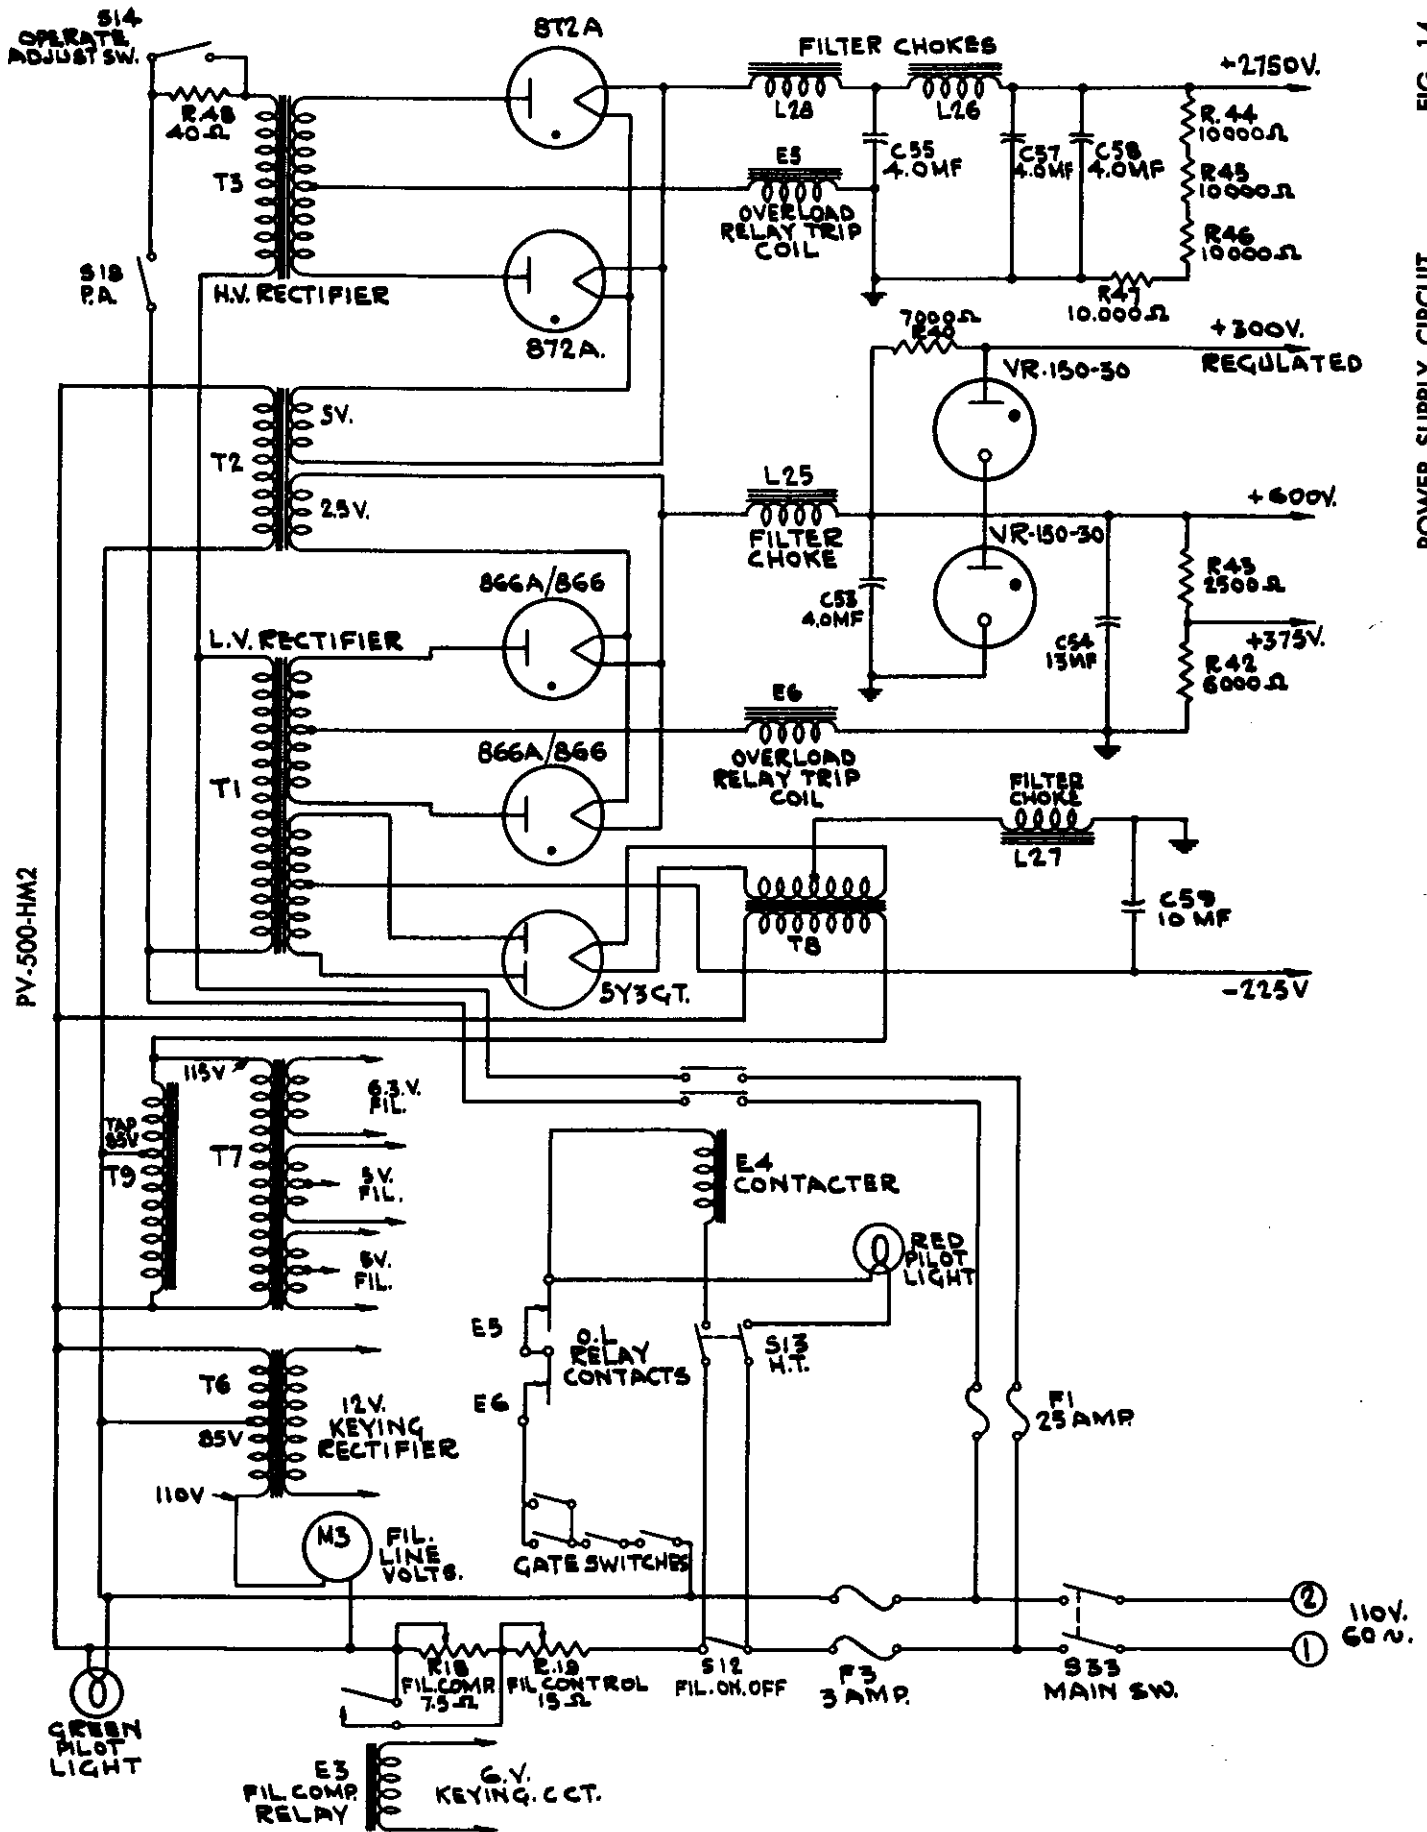 S14
OPERATE
ADJUST SW.
R.48
40Ω
T3
S18
P.A.
H.V. RECTIFIER
872A
872A.
FILTER CHOKES
L28
L26
+2750V.
C55
4.0MF
C57
4.0MF
C58
4.0MF
R.44
10000Ω
R45
10000Ω
R46
10000Ω
R47
10.000Ω
E5
OVERLOAD
RELAY TRIP
COIL
7000Ω
R40
+300V.
REGULATED
VR-150-30
VR-150-30
T2
5V.
2.5V.
L25
FILTER
CHOKE
+600V.
C53
4.0MF
C54
13MF
R43
2500Ω
+375V.
R42
6000Ω
866A/866
L.V. RECTIFIER
866A/866
T1
E6
OVERLOAD
RELAY TRIP
COIL
FILTER
CHOKE
L27
C59
10 MF
T8
5Y3GT.
-225V
PV-500-HM2
POWER SUPPLY CIRCUIT
FIG. 14
115V
TAP
85V
T9
T7
6.3.V.
FIL.
5V.
FIL.
5V.
FIL.
E4
CONTACTER
RED
PILOT
LIGHT
E5
O.L
RELAY
CONTACTS
E6
S13
H.T.
F1
25 AMP.
T6
85V
12V.
KEYING
RECTIFIER
110V
M3
FIL.
LINE
VOLTS.
GATE SWITCHES
2
110V.
60 ~.
1
R18
FIL.COMP.
7.5Ω
R.19
FIL CONTROL
15Ω
S12
FIL. ON. OFF
F3
3 AMP.
S33
MAIN SW.
GREEN
PILOT
LIGHT
E3
FIL. COMP.
RELAY
6.V.
KEYING. CCT.